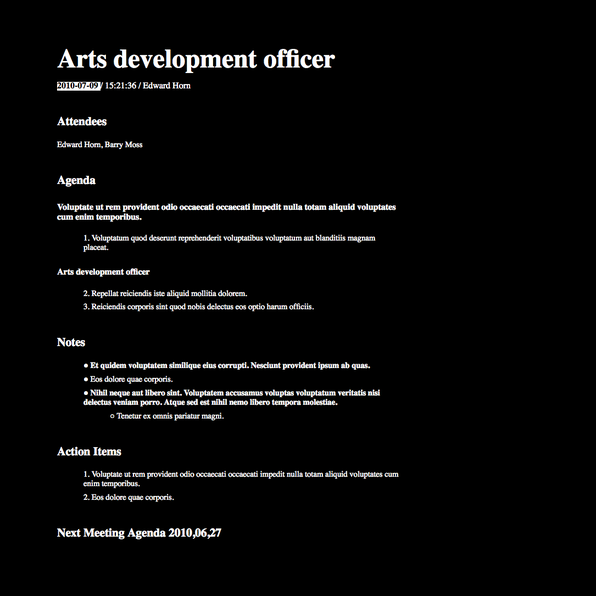 Arts development officer
2010-07-09 / 15:21:36 / Edward Horn
Attendees
Edward Horn, Barry Moss
Agenda
Voluptate ut rem provident odio occaecati occaecati impedit nulla totam aliquid voluptates
cum enim temporibus.
1. Voluptatum quod deserunt reprehenderit voluptatibus voluptatum aut blanditiis magnam
placeat.
Arts development officer
2. Repellat reiciendis iste aliquid mollitia dolorem.
3. Reiciendis corporis sint quod nobis delectus eos optio harum officiis.
Notes
● Et quidem voluptatem similique eius corrupti. Nesciunt provident ipsum ab quas.
● Eos dolore quae corporis.
● Nihil neque aut libero sint. Voluptatem accusamus voluptas voluptatum veritatis nisi
delectus veniam porro. Atque sed est nihil nemo libero tempora molestiae.
○ Tenetur ex omnis pariatur magni.
Action Items
1. Voluptate ut rem provident odio occaecati occaecati impedit nulla totam aliquid voluptates cum
enim temporibus.
2. Eos dolore quae corporis.
Next Meeting Agenda 2010,06,27